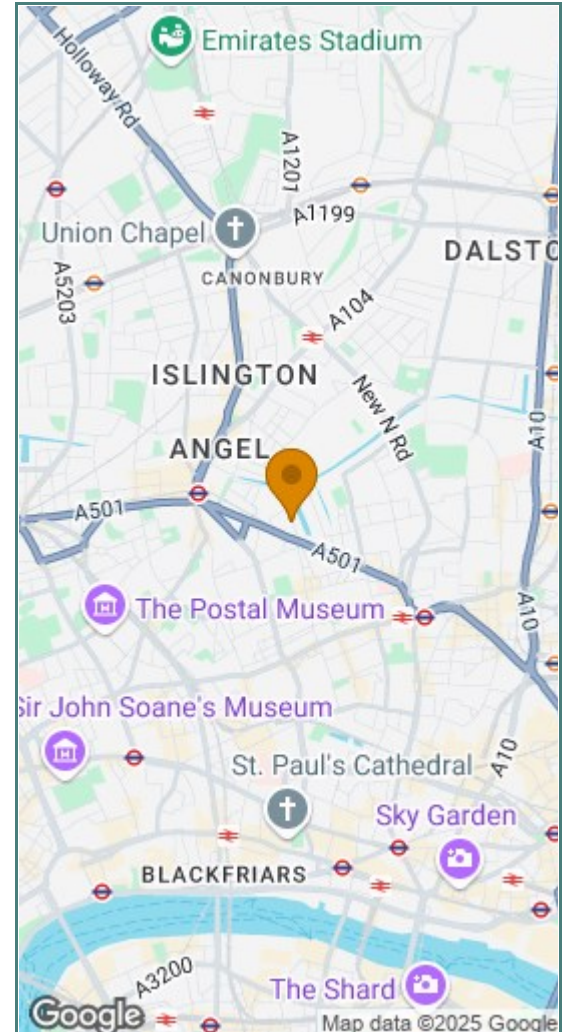 Emirates Stadium
Holloway Rd
A1201
A1199
Union Chapel
DALSTO
A5203
CANONBURY
A104
ISLINGTON
New N Rd
A10
ANGEL
A501
A501
The Postal Museum
A10
Sir John Soane's Museum
A10
St. Paul's Cathedral
Sky Garden
BLACKFRIARS
A3200
The Shard
Google
Map data ©2025 Google